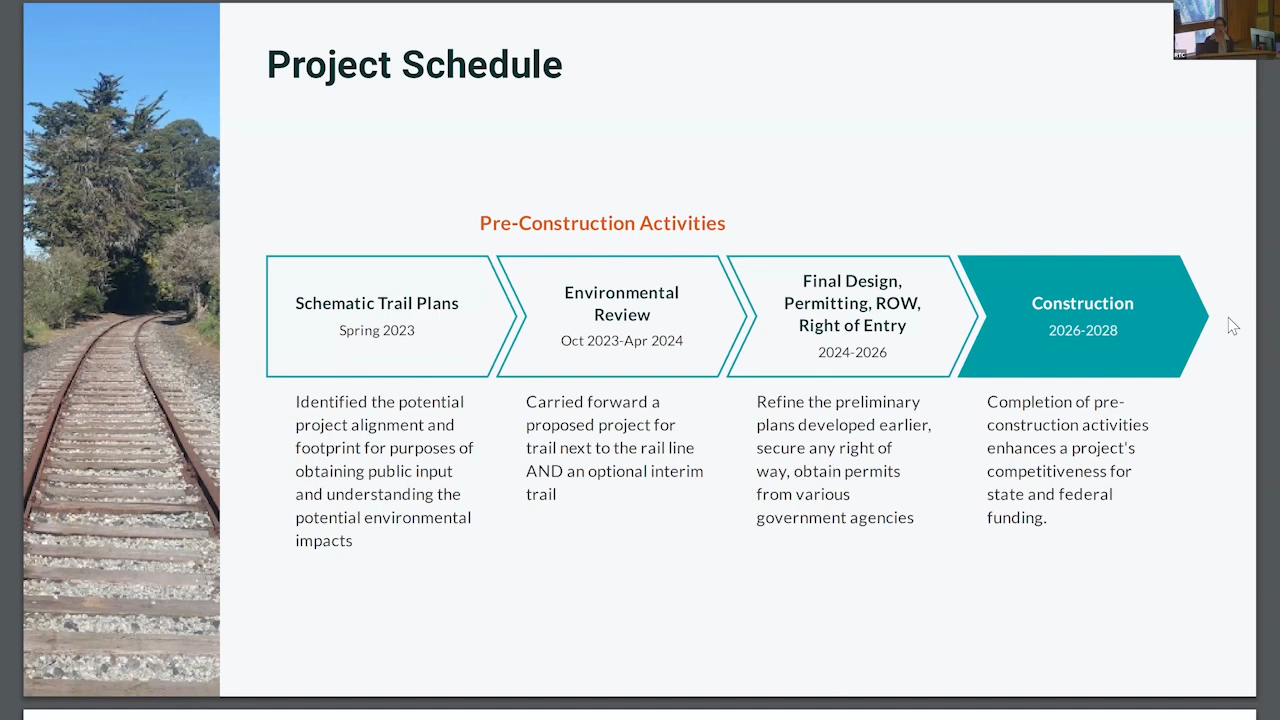 Project Schedule
Pre-Construction Activities
Schematic Trail Plans
Spring 2023
Environmental
Review
Oct 2023-Apr 2024
Final Design,
Permitting, ROW,
Right of Entry
2024-2026
Construction
2026-2028
Identified the potential
project alignment and
footprint for purposes of
obtaining public input
and understanding the
potential environmental
impacts
Carried forward a
proposed project for
trail next to the rail line
AND an optional interim
trail
Refine the preliminary
plans developed earlier,
secure any right of
way, obtain permits
from various
government agencies
Completion of pre-
construction activities
enhances a project's
competitiveness for
state and federal
funding.